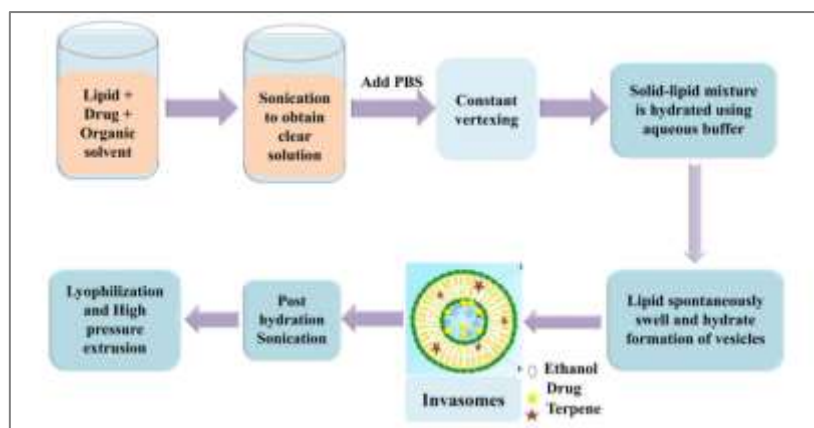 Lipid +
Drug +
Organic
solvent
Sonication
to obtain
clear
solution
Add PBS
Constant
vertexing
Solid-lipid mixture
is hydrated using
aqueous buffer
Lyophilization
and High
pressure
extrusion
Post
hydration
Sonication
Invasomes
Ethanol
Drug
Terpene
Lipid spontaneously
swell and hydrate
formation of vesicles